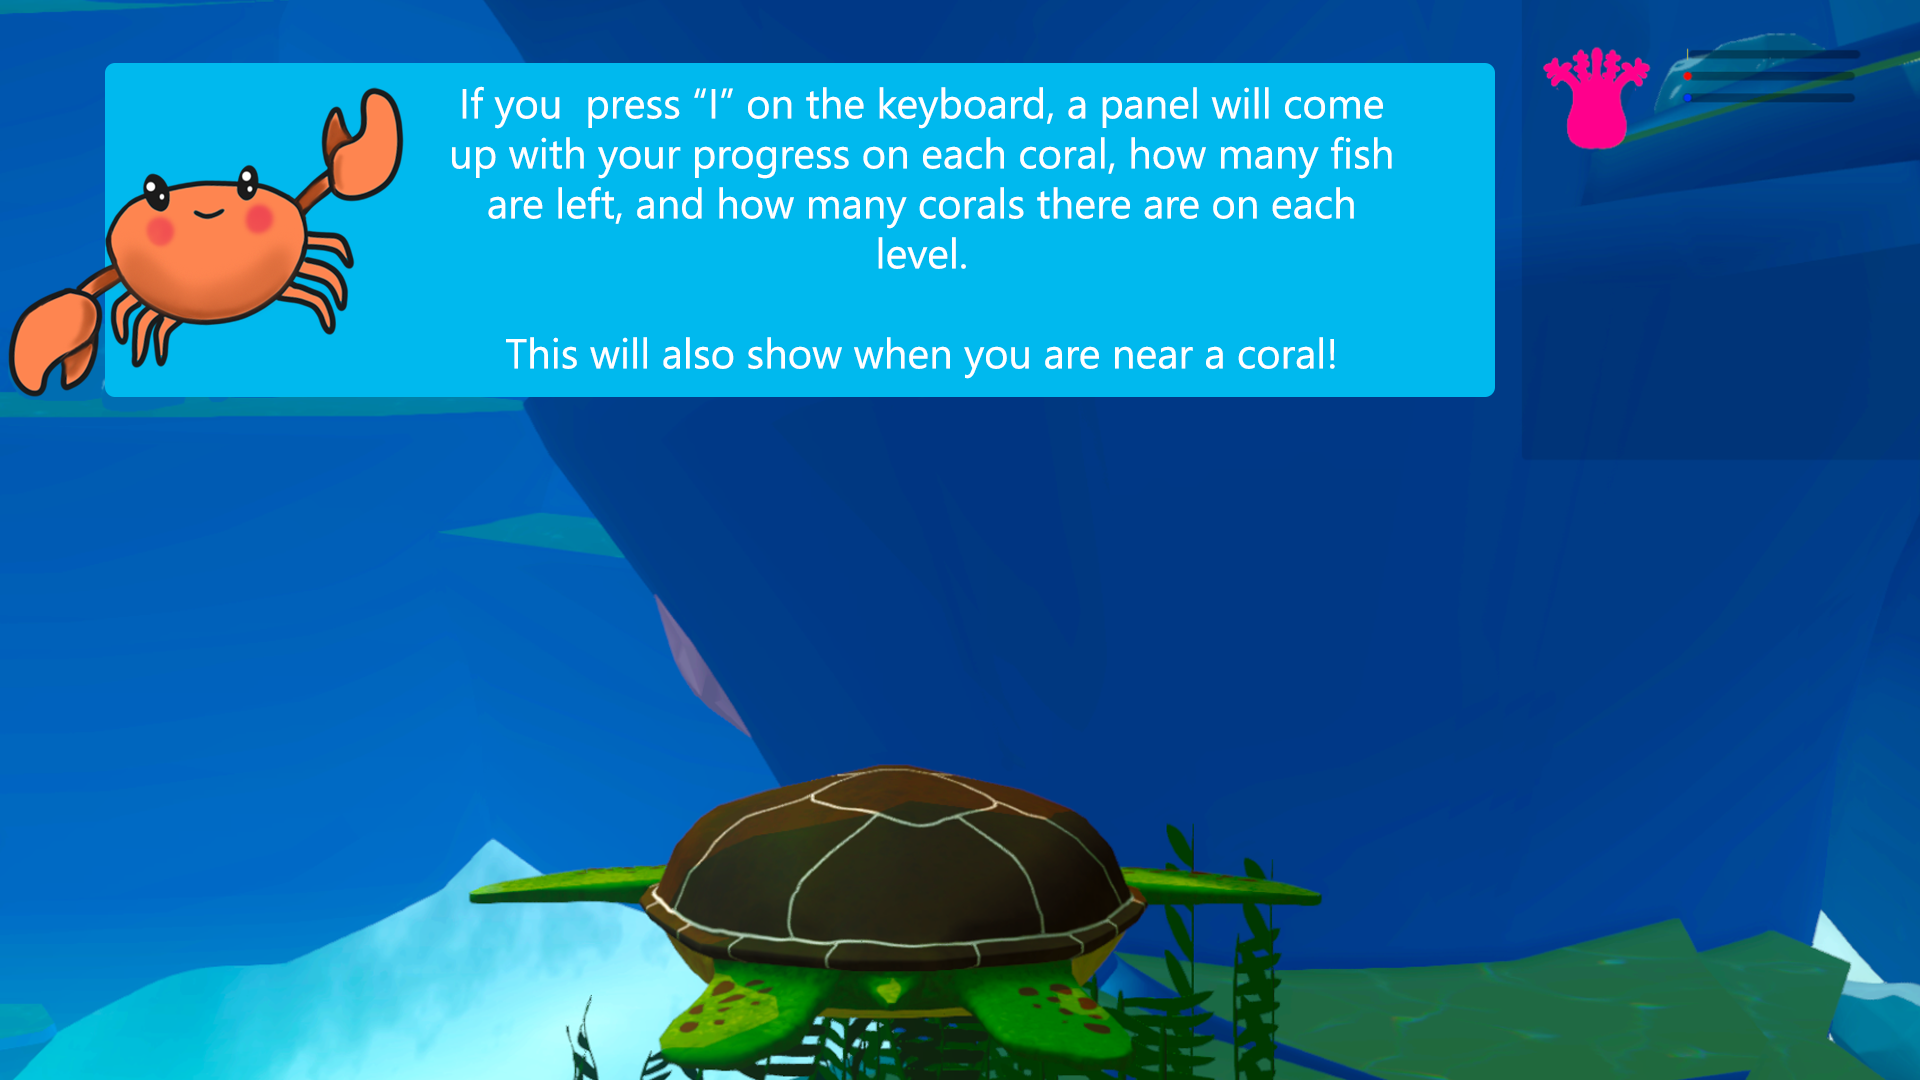 If you  press “I” on the keyboard, a panel will come
up with your progress on each coral, how many fish
are left, and how many corals there are on each
level.
This will also show when you are near a coral!